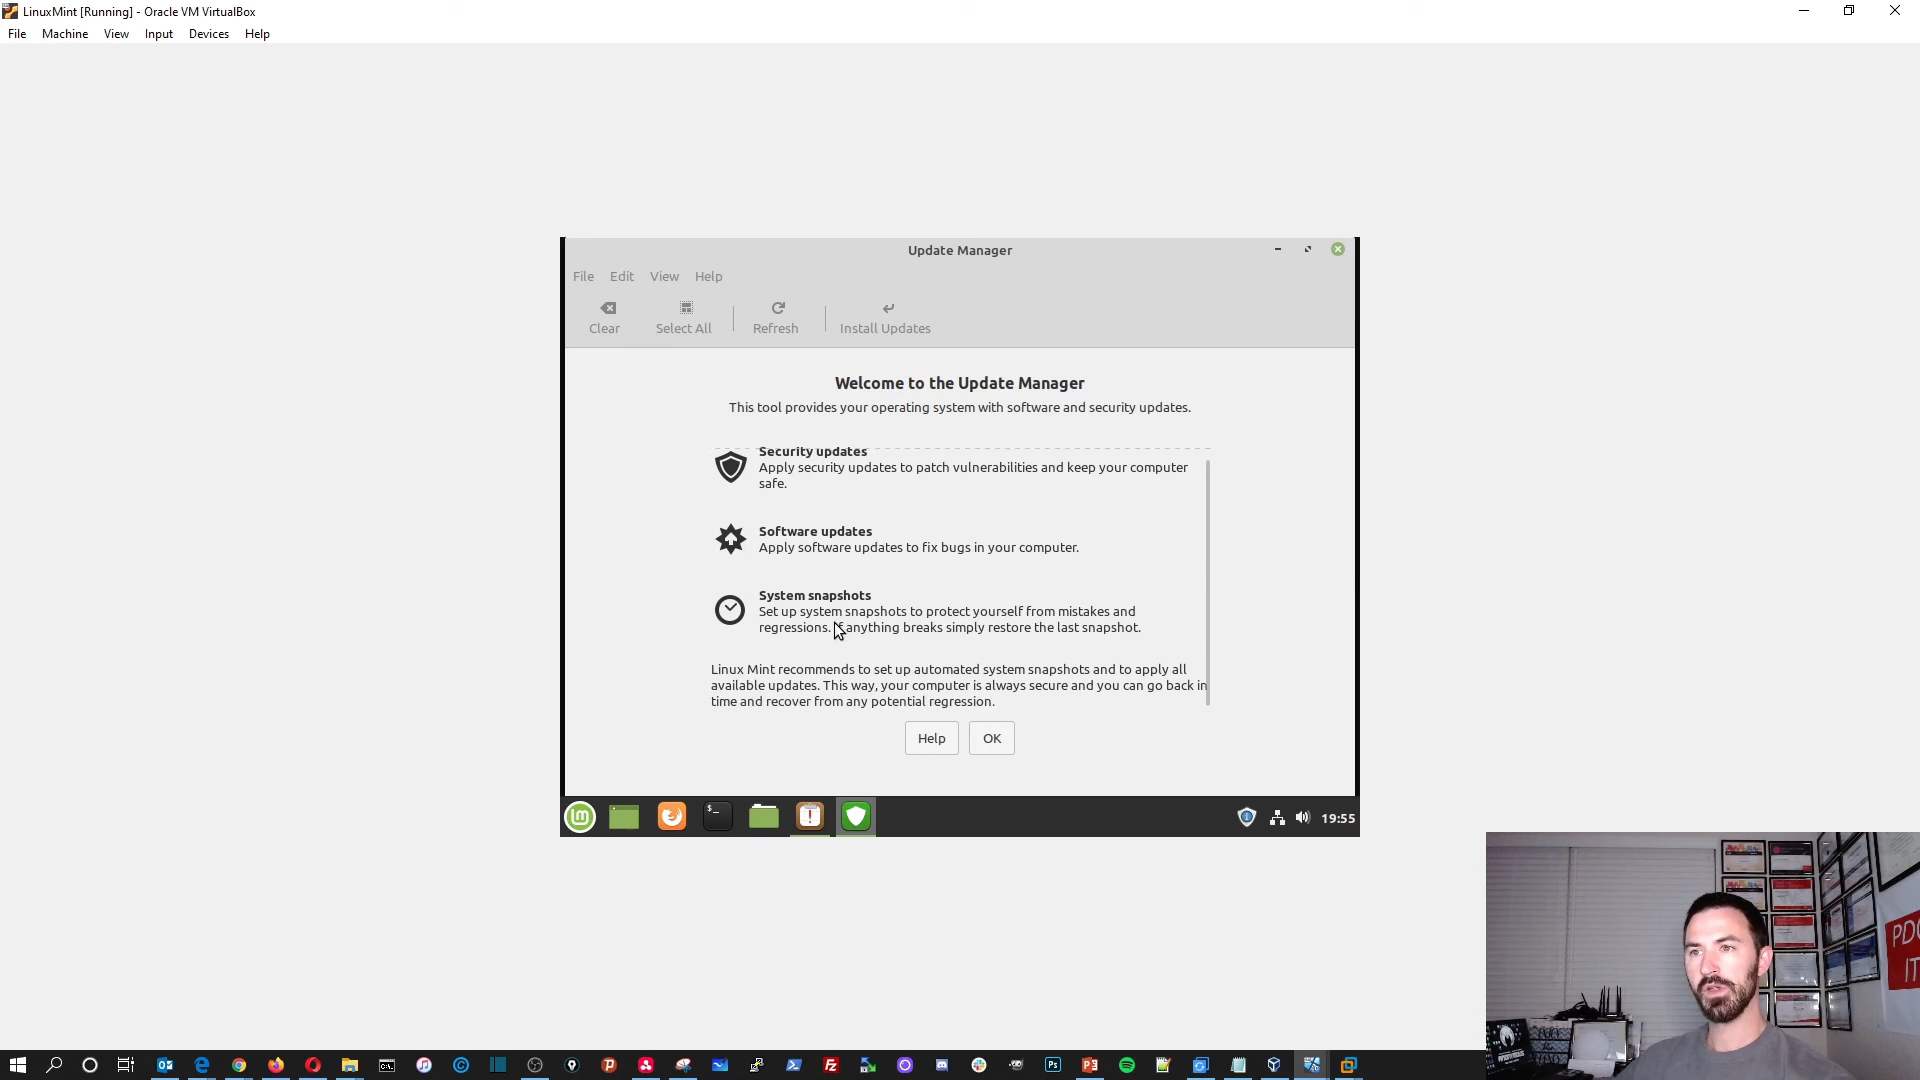 LinuxMint [Running] - Oracle VM VirtualBox
File Machine View Input Devices Help
Update Manager
File Edit View Help
Clear Select All Refresh Install Updates
Welcome to the Update Manager
This tool provides your operating system with software and security updates.
Security updates
Apply security updates to patch vulnerabilities and keep your computer
safe.
Software updates
Apply software updates to fix bugs in your computer.
System snapshots
Set up system snapshots to protect yourself from mistakes and
regressions. If anything breaks simply restore the last snapshot.
Linux Mint recommends to set up automated system snapshots and to apply all
available updates. This way, your computer is always secure and you can go back in
time and recover from any potential regression.
Help OK
19:55
PDC
IT